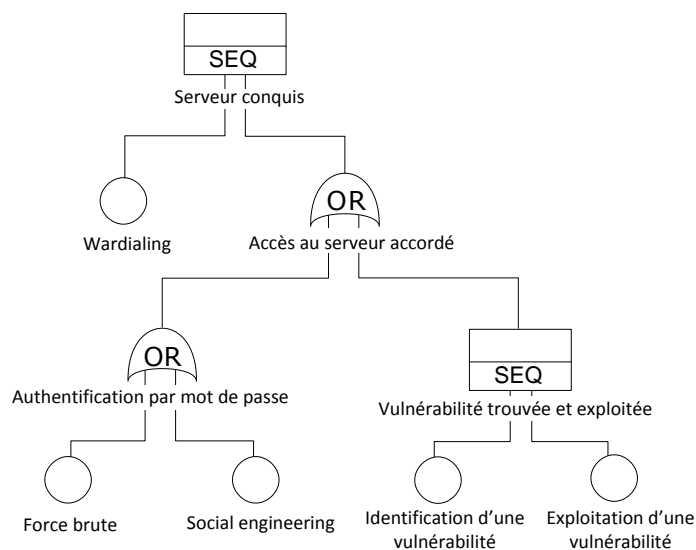 SEQ
Serveur conquis
OR
Wardialing
Accès au serveur accordé
OR
SEQ
Authentification par mot de passe
Vulnérabilité trouvée et exploitée
Force brute
Social engineering
Identification d’une
vulnérabilité
Exploitation d’une
vulnérabilité